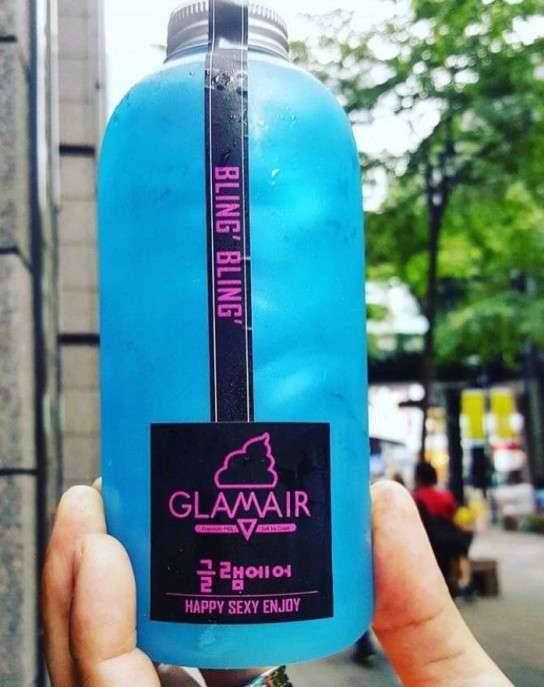 BLING' BLING'
GLAMAIR
글램에어
HAPPY SEXY ENJOY